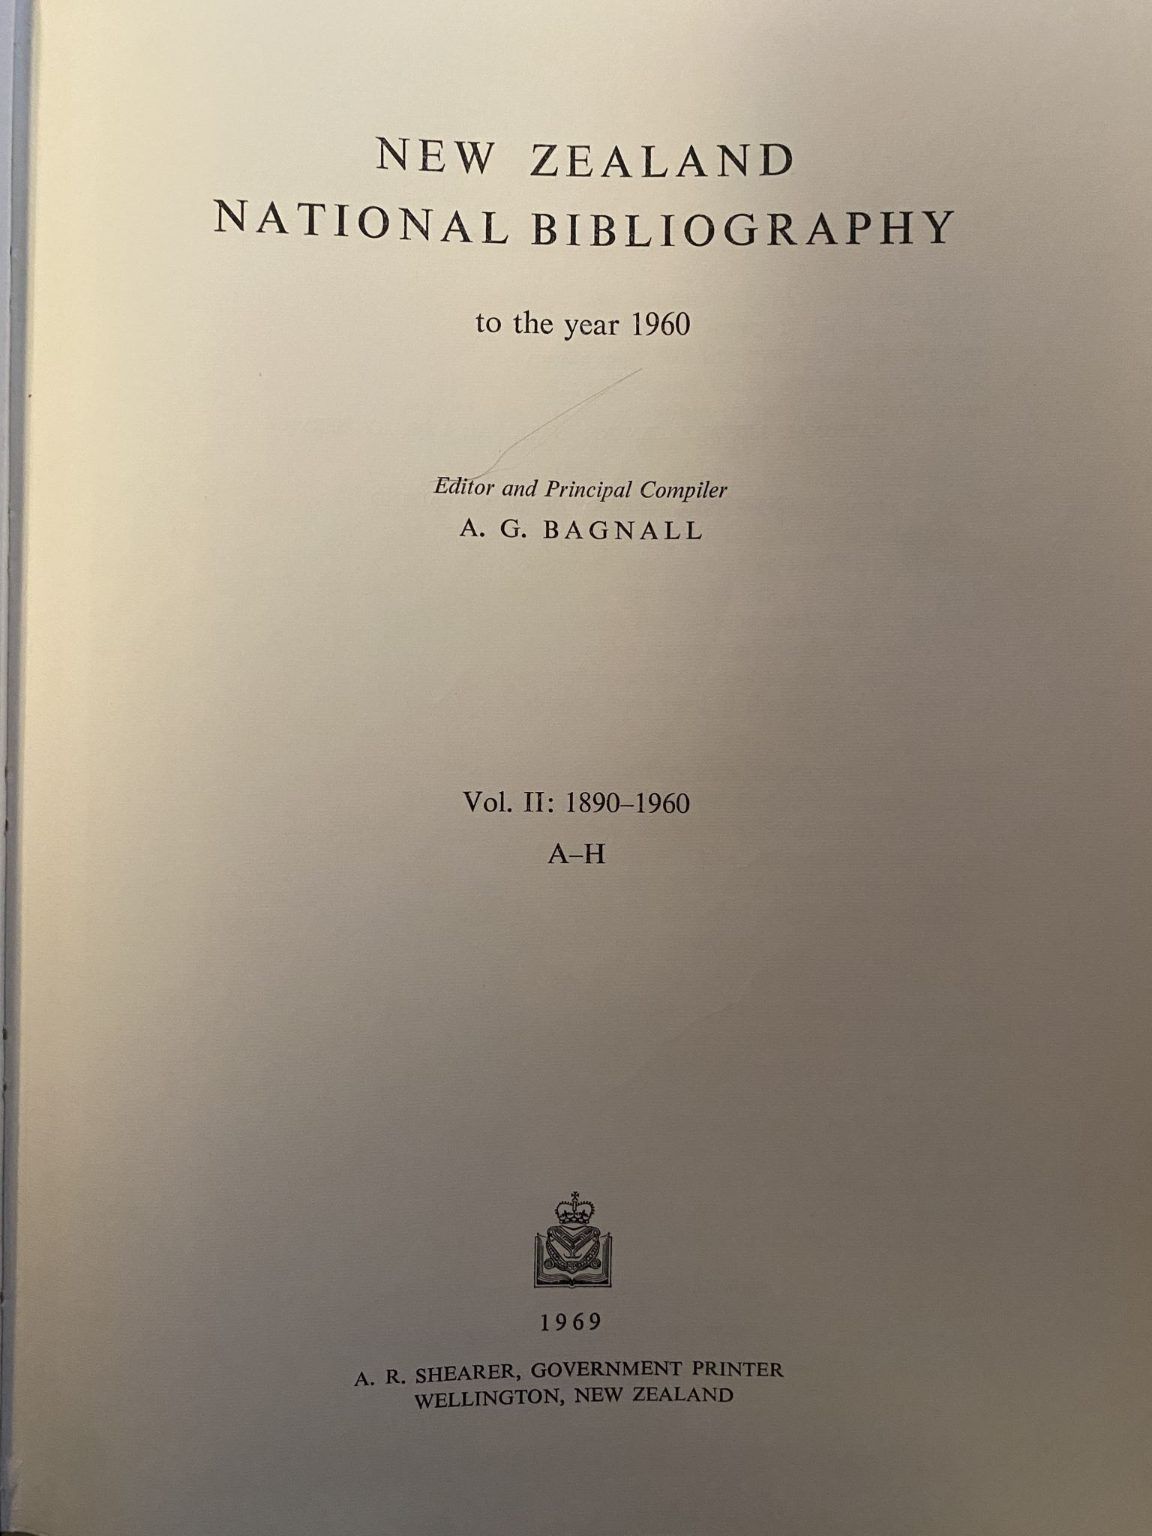 NEW ZEALAND
NATIONAL BIBLIOGRAPHY
to the year 1960
Editor and Principal Compiler
A. G. BAGNALL
Vol. II: 1890–1960
A–H
1969
A. R. SHEARER, GOVERNMENT PRINTER
WELLINGTON, NEW ZEALAND